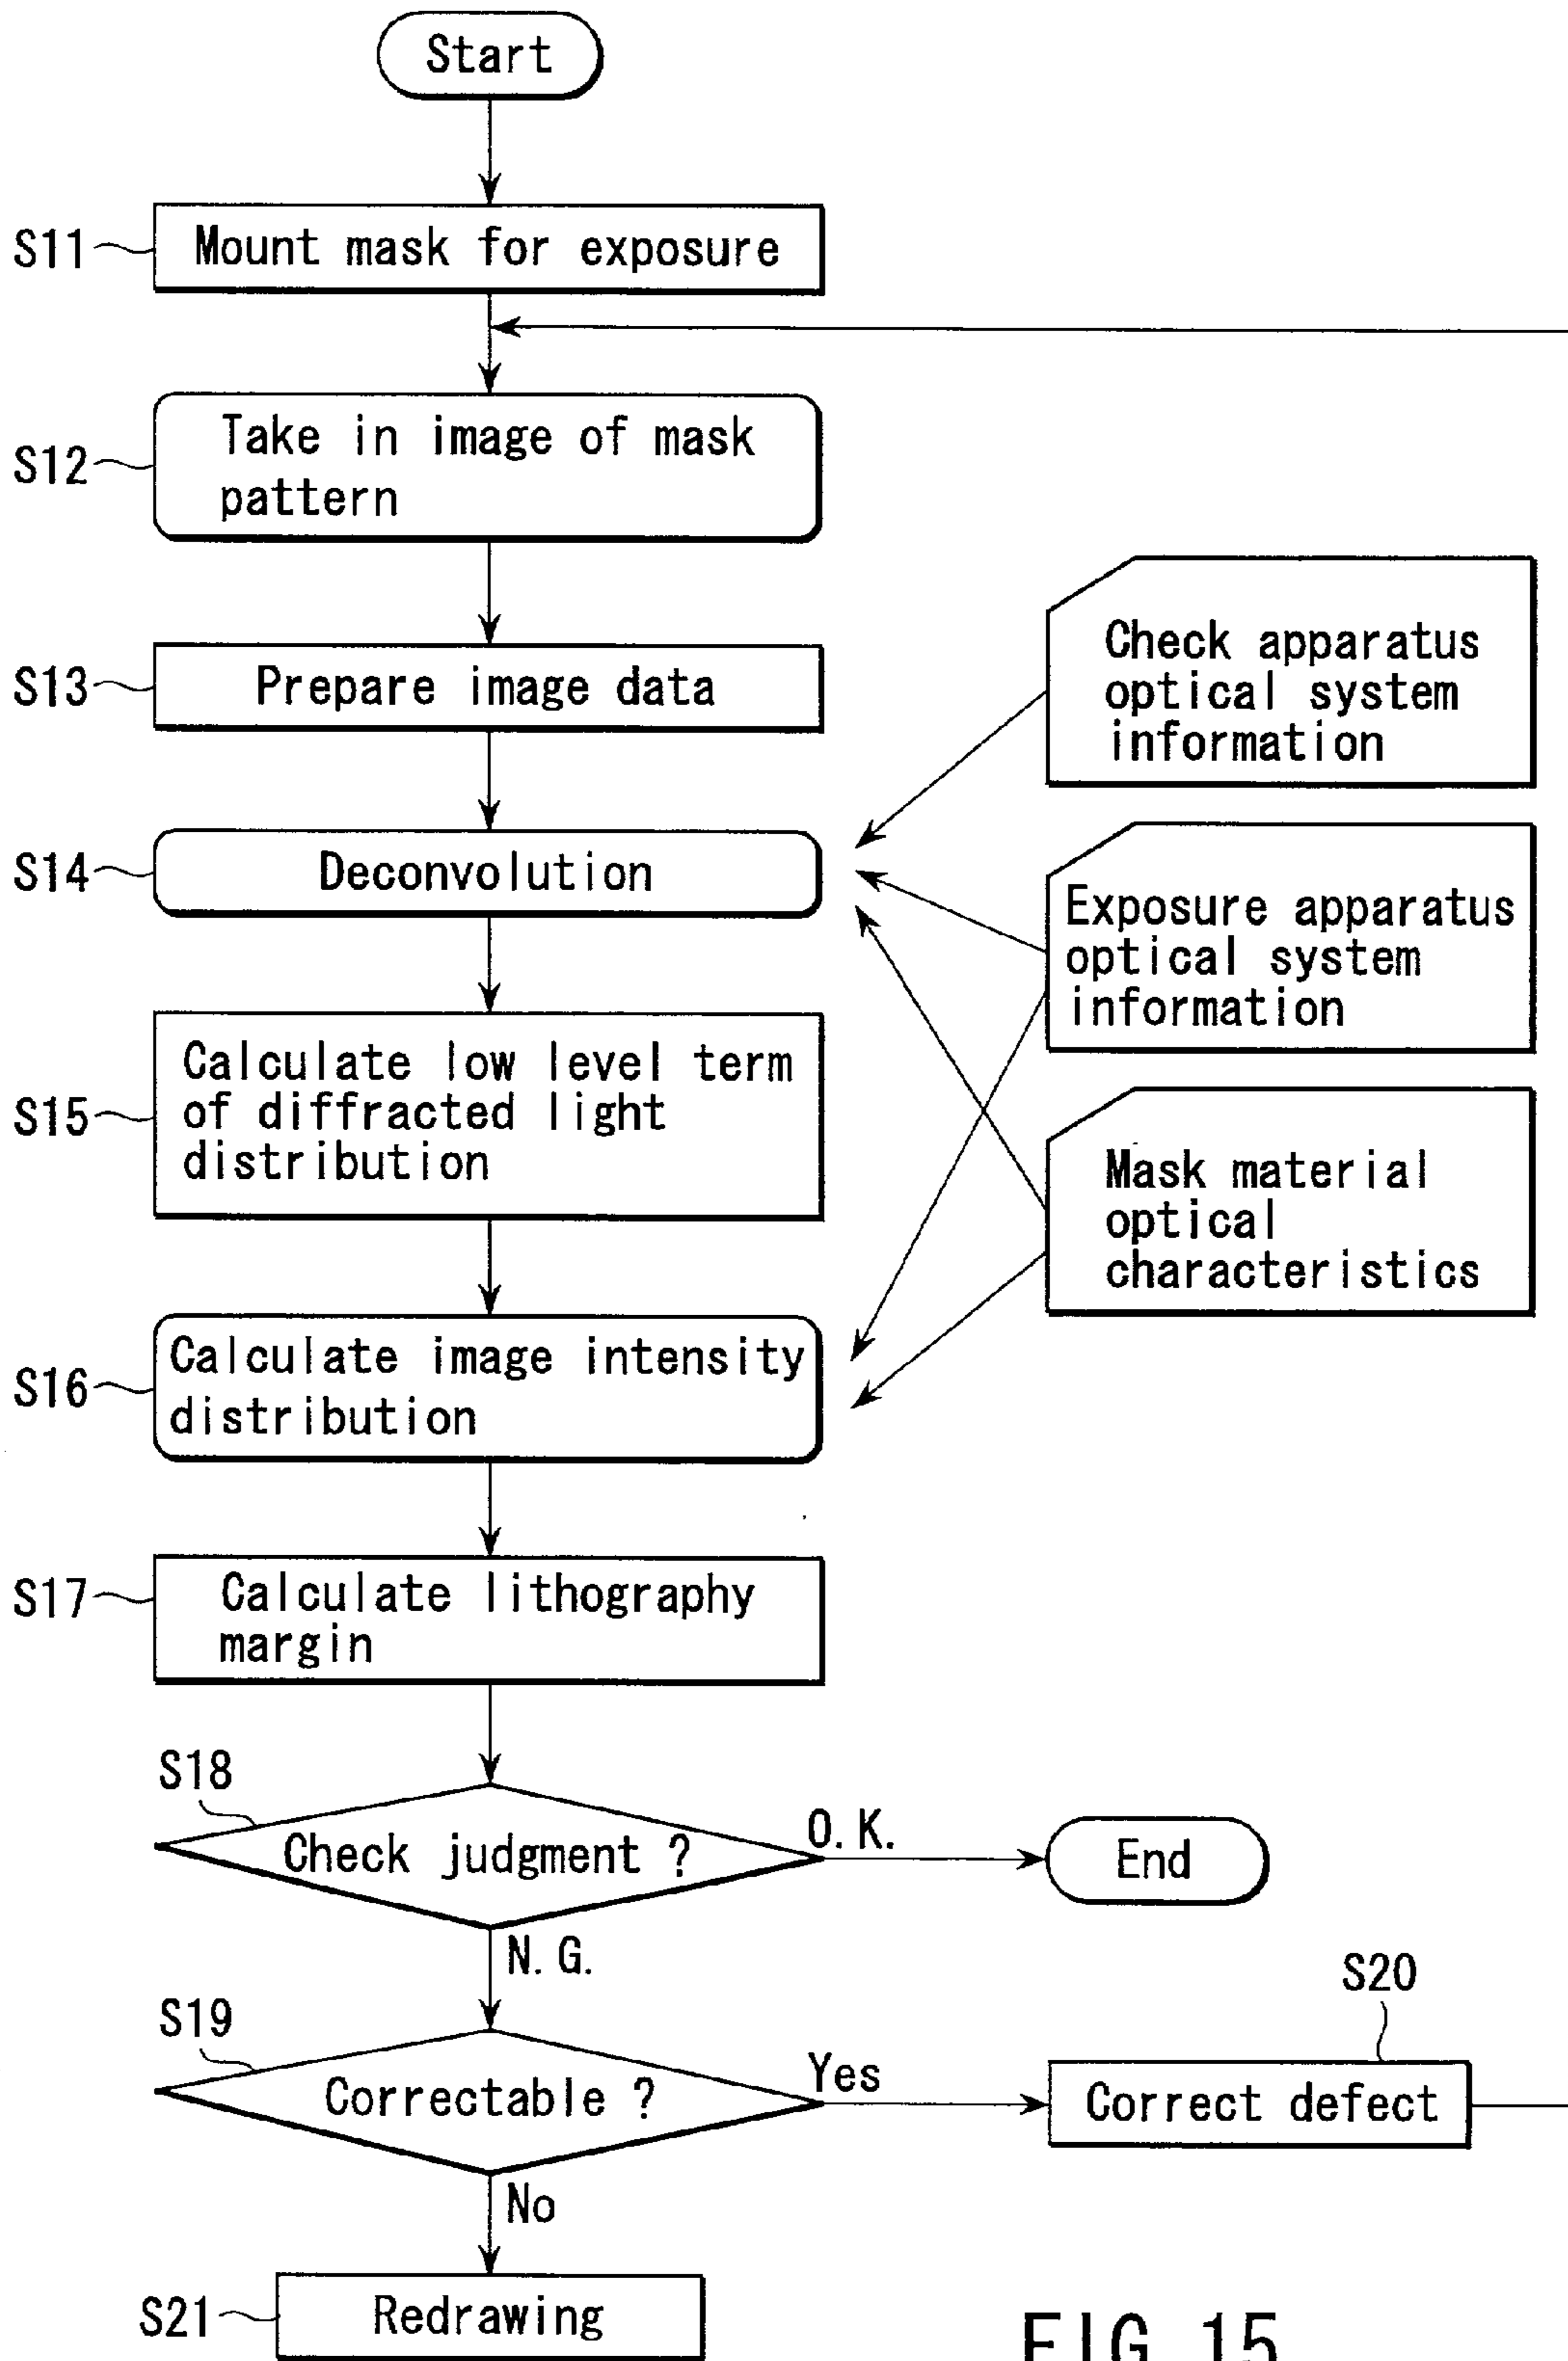 Start
S11
Mount mask for exposure
S12
Take in image of mask
pattern
S13
Prepare image data
Check apparatus
optical system
information
S14
Deconvolution
Exposure apparatus
optical system
information
S15
Calculate low level term
of diffracted light
distribution
Mask material
optical
characteristics
S16
Calculate image intensity
distribution
S17
Calculate lithography
margin
S18
Check judgment ?
O.K.
End
N.G.
S19
Correctable ?
Yes
S20
Correct defect
No
S21
Redrawing
FIG. 15